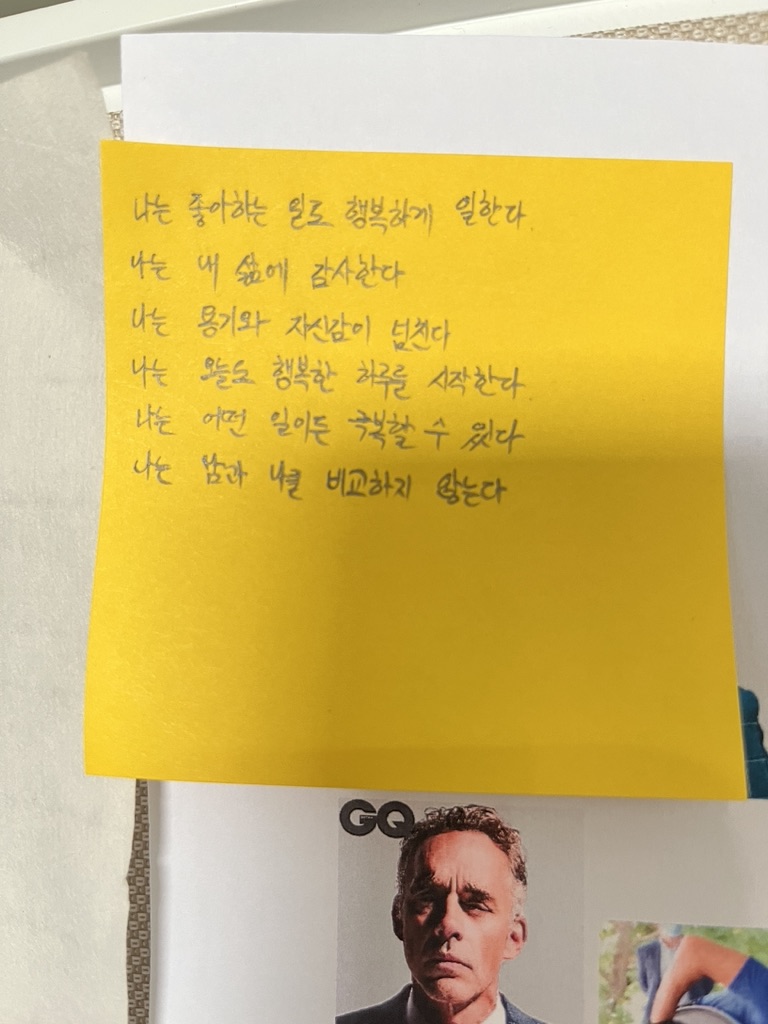 나는 좋아하는 일도 행복하게 일한다.
나는 내 삶에 감사한다
나는 용기와 자신감이 넘친다
나는 오늘도 행복한 하루를 시작한다.
나는 어떤 일이든 극복할 수 있다
나는 남과 나를 비교하지 않는다
GQ